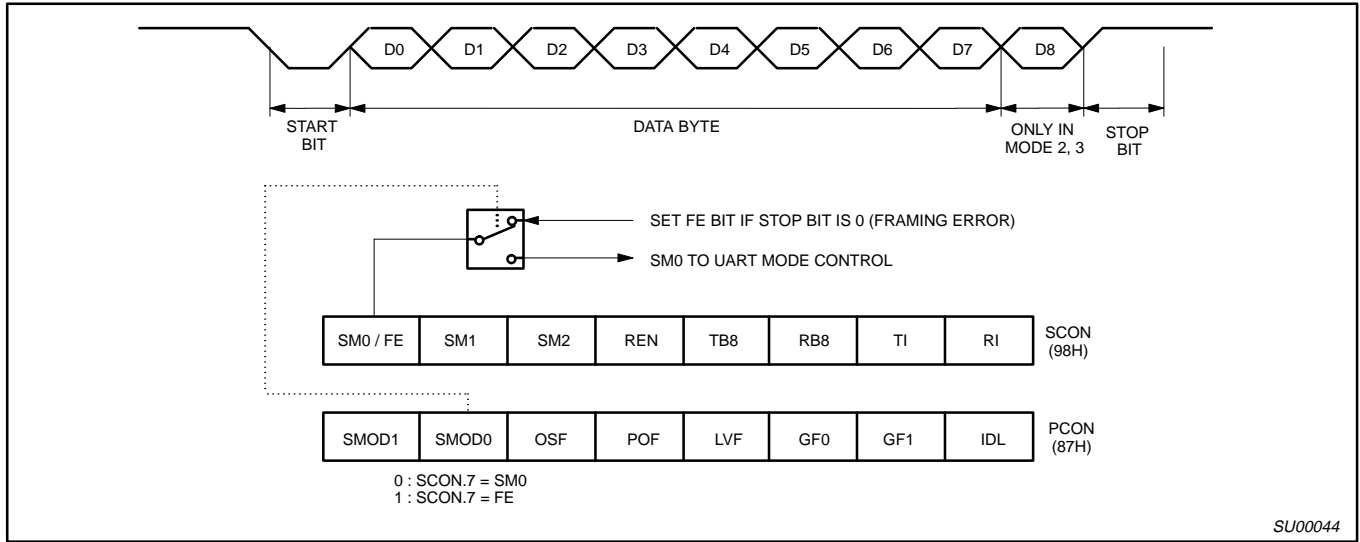 D0 D1 D2 D3 D4 D5 D6 D7 D8
START
BIT
DATA BYTE
ONLY IN
MODE 2, 3
STOP
BIT
SET FE BIT IF STOP BIT IS 0 (FRAMING ERROR)
SM0 TO UART MODE CONTROL
SM0 / FE SM1 SM2 REN TB8 RB8 TI RI
SCON
(98H)
SMOD1 SMOD0 OSF POF LVF GF0 GF1 IDL
PCON
(87H)
0 : SCON.7 = SM0
1 : SCON.7 = FE
SU00044